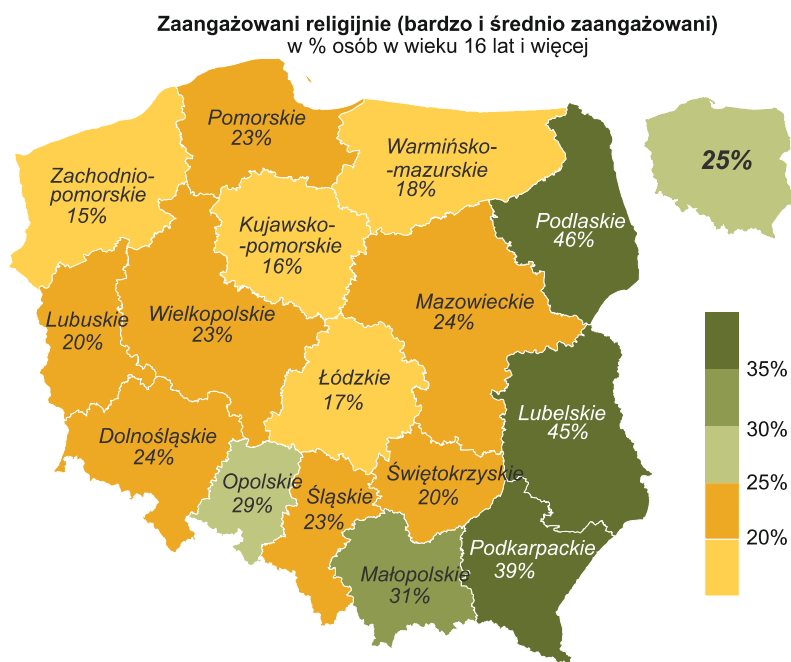 Zaangażowani religijnie (bardzo i średnio zaangażowani)
w % osób w wieku 16 lat i więcej
Pomorskie
23%
Warmińsko-
-mazurskie
18%
Zachodnio-
pomorskie
15%
25%
Podlaskie
46%
Kujawsko-
-pomorskie
16%
Mazowieckie
24%
Wielkopolskie
23%
Lubuskie
20%
Łódzkie
17%
35%
Lubelskie
45%
30%
Dolnośląskie
24%
25%
Opolskie
29%
Śląskie
23%
Świętokrzyskie
20%
20%
Podkarpackie
39%
Małopolskie
31%